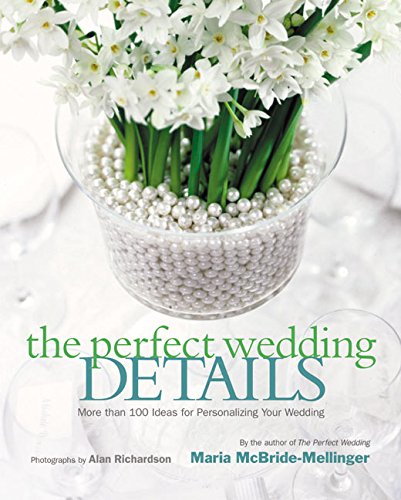 the perfect wedding
DETAILS
More than 100 Ideas for Personalizing Your Wedding
By the author of The Perfect Wedding
Photographs by Alan Richardson Maria McBride-Mellinger